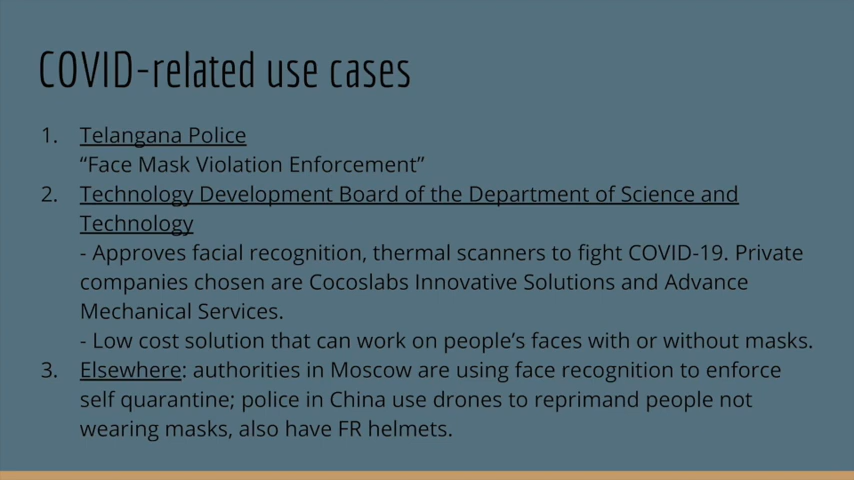 COVID-related use cases
1. Telangana Police
“Face Mask Violation Enforcement”
2. Technology Development Board of the Department of Science and
Technology
- Approves facial recognition, thermal scanners to fight COVID-19. Private
companies chosen are Cocoslabs Innovative Solutions and Advance
Mechanical Services.
- Low cost solution that can work on people’s faces with or without masks.
3. Elsewhere: authorities in Moscow are using face recognition to enforce
self quarantine; police in China use drones to reprimand people not
wearing masks, also have FR helmets.